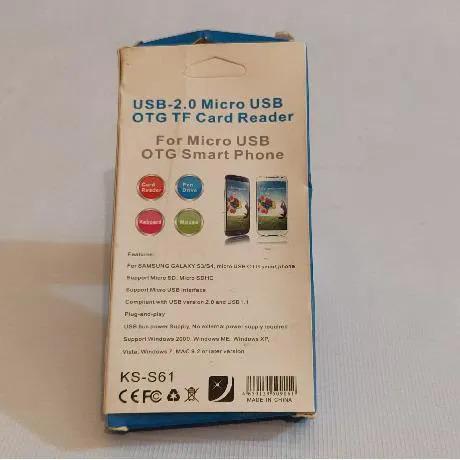 USB-2.0 Micro USB
OTG TF Card Reader
For Micro USB
OTG Smart Phone
Card Reader
Pen Drive
Keyboard
Mouse
Features:
For SAMSUNG GALAXY S3/S4, micro USB OTG smart phone
Support Micro SD, Micro SDHC
Support Micro USB interface
Compliant with USB version 2.0 and USB 1.1
Plug-and-play
USB bus power Supply, No external power supply required
Support Windows 2000, Windows ME, Windows XP,
Vista, Windows 7, MAC 9.2 or later version
KS-S61
CE FC
MADE IN CHINA